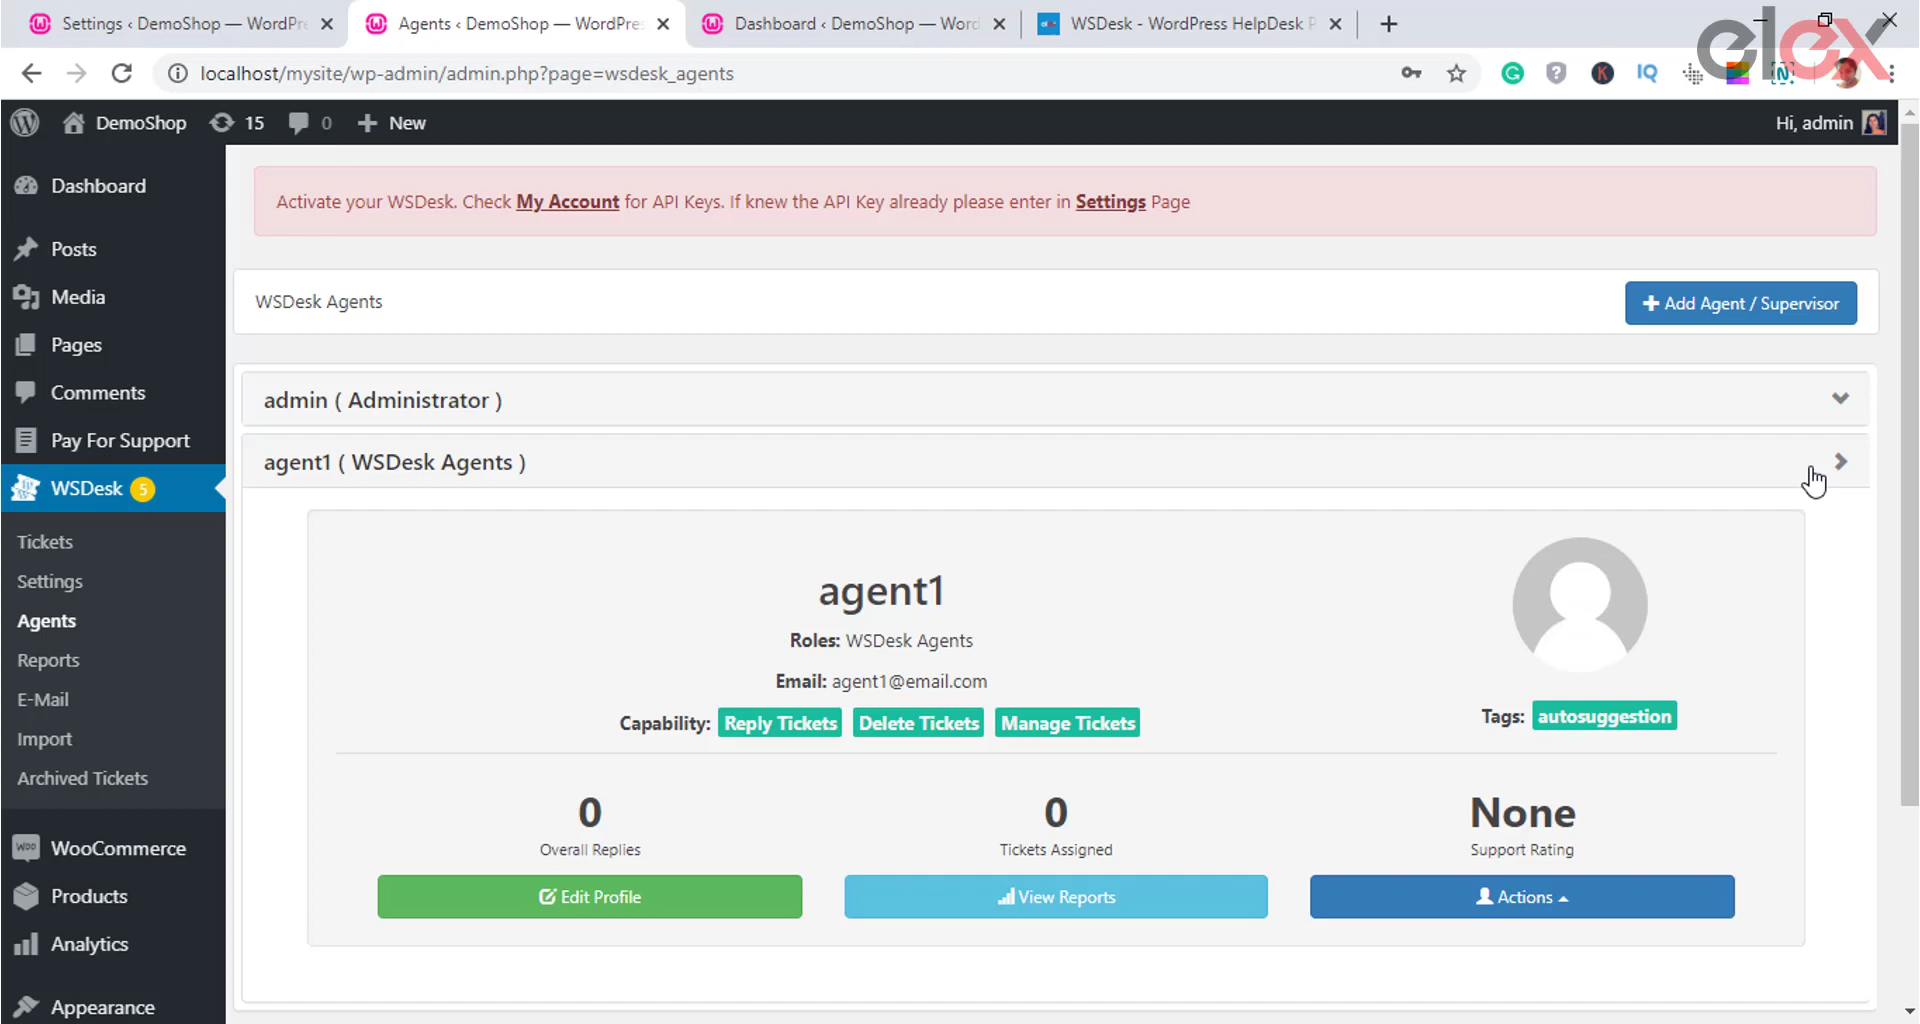 Settings ‹ DemoShop — WordPr
Agents ‹ DemoShop — WordPres
Dashboard ‹ DemoShop — Word
WSDesk - WordPress HelpDesk P
elex
localhost/mysite/wp-admin/admin.php?page=wsdesk_agents
IQ
DemoShop 15 0 + New
Hi, admin
Dashboard
Posts
Media
Pages
Comments
Pay For Support
WSDesk 5
Tickets
Settings
Agents
Reports
E-Mail
Import
Archived Tickets
WooCommerce
Products
Analytics
Appearance
Activate your WSDesk. Check My Account for API Keys. If knew the API Key already please enter in Settings Page
WSDesk Agents
+ Add Agent / Supervisor
admin ( Administrator )
agent1 ( WSDesk Agents )
agent1
Roles: WSDesk Agents
Email: agent1@email.com
Capability: Reply Tickets Delete Tickets Manage Tickets
Tags: autosuggestion
0
Overall Replies
0
Tickets Assigned
None
Support Rating
Edit Profile
View Reports
Actions